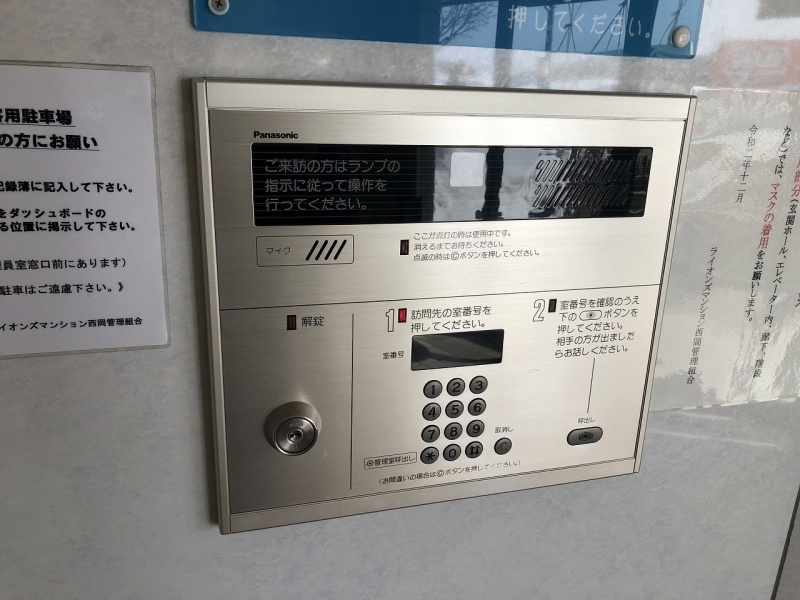 押してください。
用駐車場
の方にお願い
記録簿に記入して下さい。
をダッシュボードの
る位置に掲示して下さい。
員室窓口前にあります)
駐車はご遠慮下さい。》
イオンズマンション西岡管理組合
Panasonic
ご来訪の方はランプの
指示に従って操作を
行ってください。
マイク
ここが点灯の時は使用中です。
消えるまでお待ちください。
点滅の時はⒸボタンを押してください。
解錠
1 訪問先の室番号を
押してください。
室番号
1 2 3
4 5 6
7 8 9
* 0 #
取消し
C
⊛管理室呼出し
(お間違いの場合はⒸボタンを押してください。)
2 室番号を確認のうえ
下の ボタンを
押してください。
相手の方が出ました
らお話しください。
呼出し
部分(玄関ホール、エレベーター内、廊下、階段
など)では、マスクの着用をお願いします。
令和二年十二月
ライオンズマンション西岡管理組合